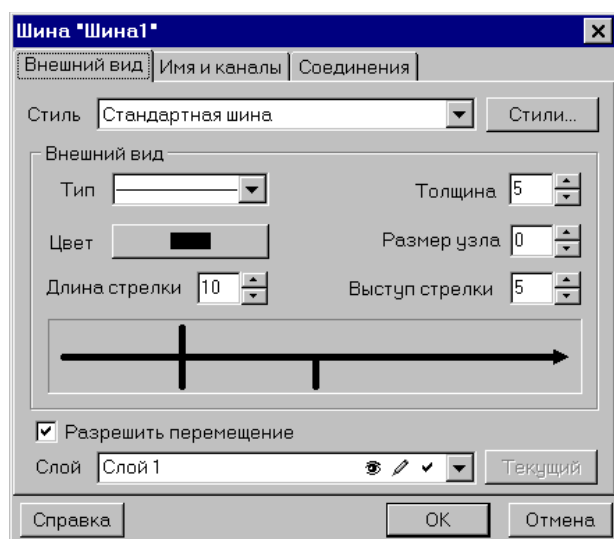 Шина "Шина1"
Внешний вид Имя и каналы Соединения
Стиль Стандартная шина Стили...
Внешний вид
Тип Толщина 5
Цвет Размер узла 0
Длина стрелки 10 Выступ стрелки 5
Разрешить перемещение
Слой Слой 1 Текущий
Справка OK Отмена